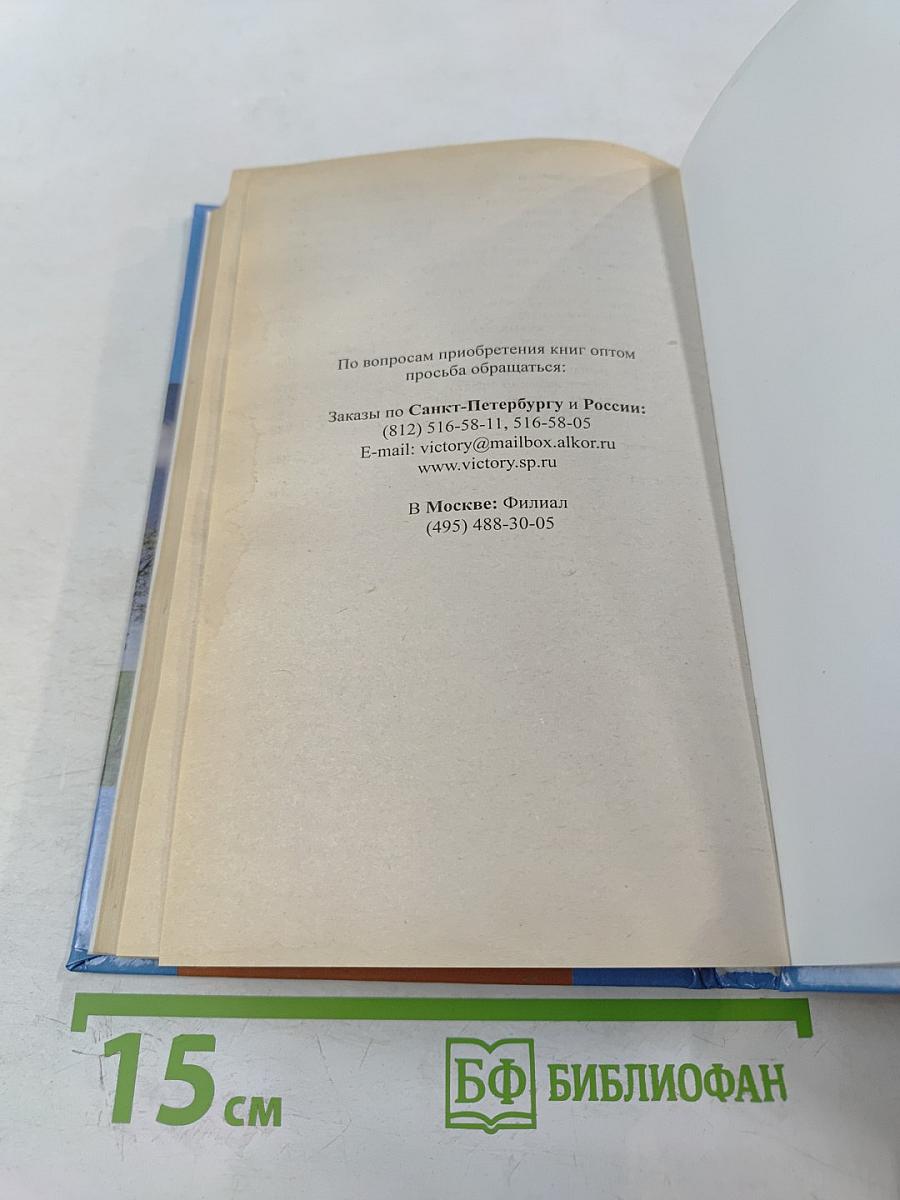 По вопросам приобретения книг оптом
просьба обращаться:
Заказы по Санкт-Петербургу и России:
(812) 516-58-11, 516-58-05
E-mail: victory@mailbox.alkor.ru
www.victory.sp.ru
В Москве: Филиал
(495) 488-30-05
15 см
БФ БИБЛИОФАН